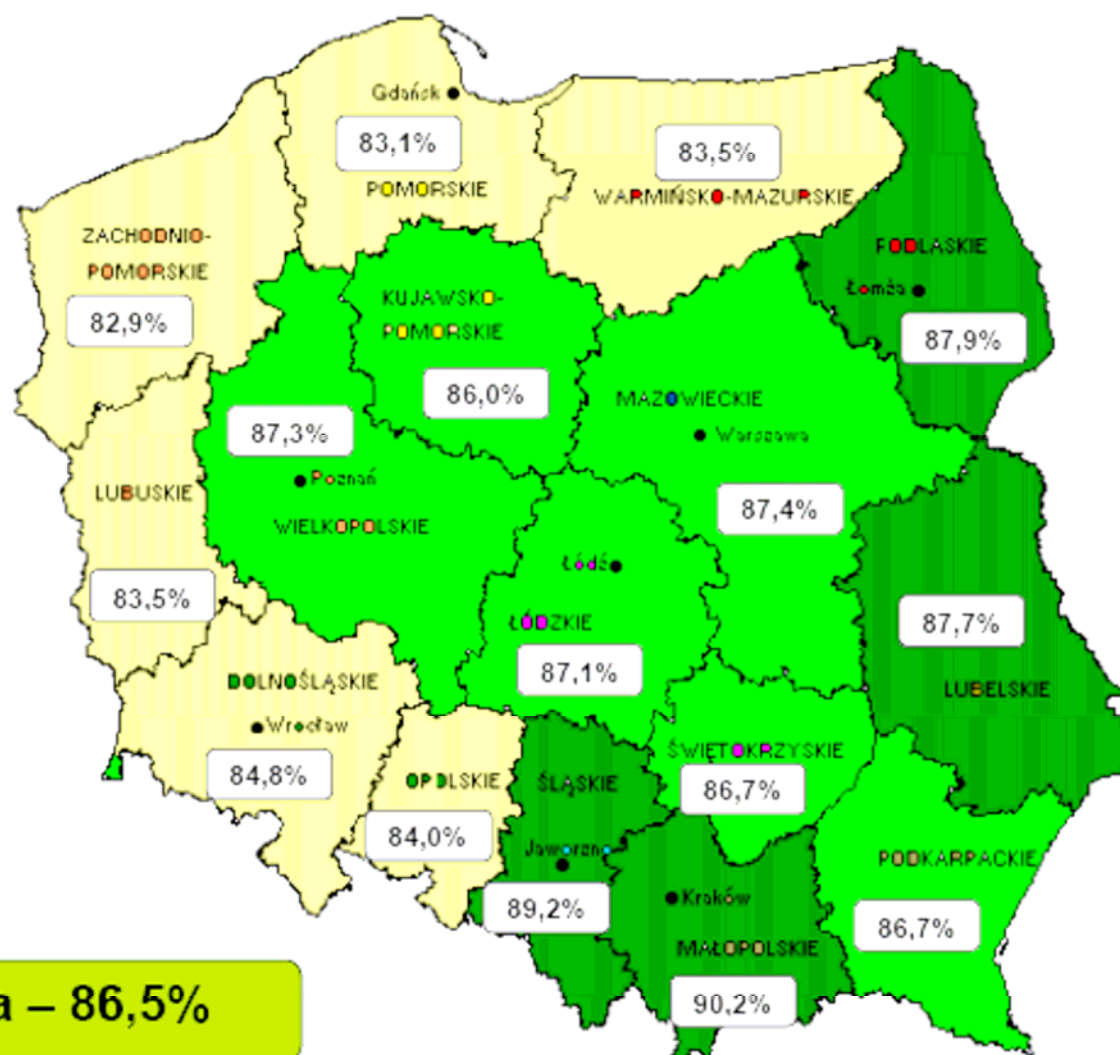 Gdańsk
83,1%
POMORSKIE
83,5%
WARMIŃSKO-MAZURSKIE
ZACHODNIO-
POMORSKIE
82,9%
PODLASKIE
Łomża
87,9%
KUJAWSKO-
POMORSKIE
86,0%
MAZOWIECKIE
Warszawa
87,4%
87,3%
Poznań
WIELKOPOLSKIE
LUBUSKIE
83,5%
Łódź
ŁÓDZKIE
87,1%
87,7%
LUBELSKIE
DOLNOŚLĄSKIE
Wrocław
84,8%
OPOLSKIE
84,0%
ŚLĄSKIE
Jaworzno
89,2%
ŚWIĘTOKRZYSKIE
86,7%
Kraków
MAŁOPOLSKIE
90,2%
PODKARPACKIE
86,7%
a – 86,5%